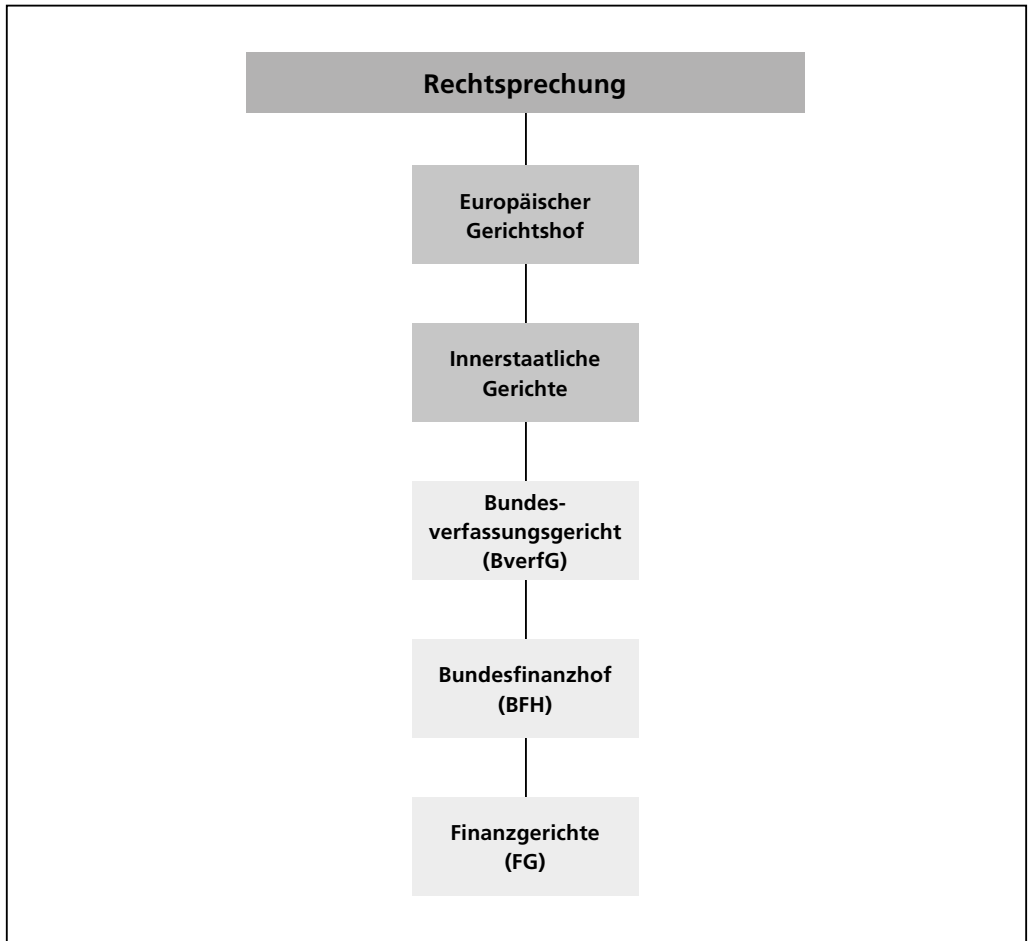 Rechtsprechung
Europäischer
Gerichtshof
Innerstaatliche
Gerichte
Bundes-
verfassungsgericht
(BverfG)
Bundesfinanzhof
(BFH)
Finanzgerichte
(FG)